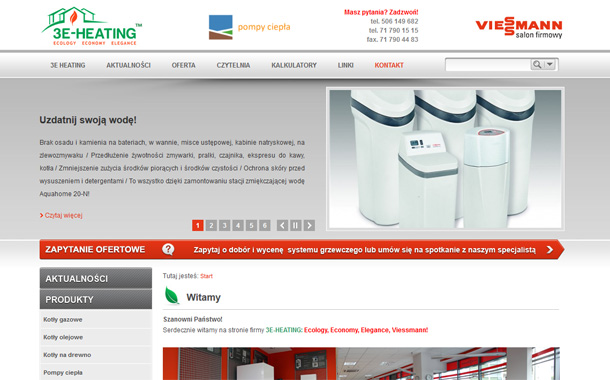 3E-HEATING™
ECOLOGY ECONOMY ELEGANCE
pompy ciepła
Masz pytania? Zadzwoń!
tel. 506 149 682
tel. 71 790 15 15
fax. 71 790 44 83
VIESSMANN
salon firmowy
3E HEATING AKTUALNOŚCI OFERTA CZYTELNIA KALKULATORY LINKI KONTAKT
Uzdatnij swoją wodę!
Brak osadu i kamienia na bateriach, w wannie, misce ustępowej, kabinie natryskowej, na
zlewozmywaku / Przedłużenie żywotności zmywarki, pralki, czajnika, ekspresu do kawy,
kotła / Zmniejszenie zużycia środków piorących i środków czystości / Ochrona skóry przed
wysuszeniem i detergentami / To wszystko dzięki zamontowaniu stacji zmiękczającej wodę
Aquahome 20-N!
Czytaj więcej
1 2 3 4 5 6
ZAPYTANIE OFERTOWE
Zapytaj o dobór i wycenę systemu grzewczego lub umów się na spotkanie z naszym specjalistą
AKTUALNOŚCI
PRODUKTY
Kotły gazowe
Kotły olejowe
Kotły na drewno
Pompy ciepła
Tutaj jesteś: Start
Witamy
Szanowni Państwo!
Serdecznie witamy na stronie firmy 3E-HEATING: Ecology, Economy, Elegance, Viessmann!